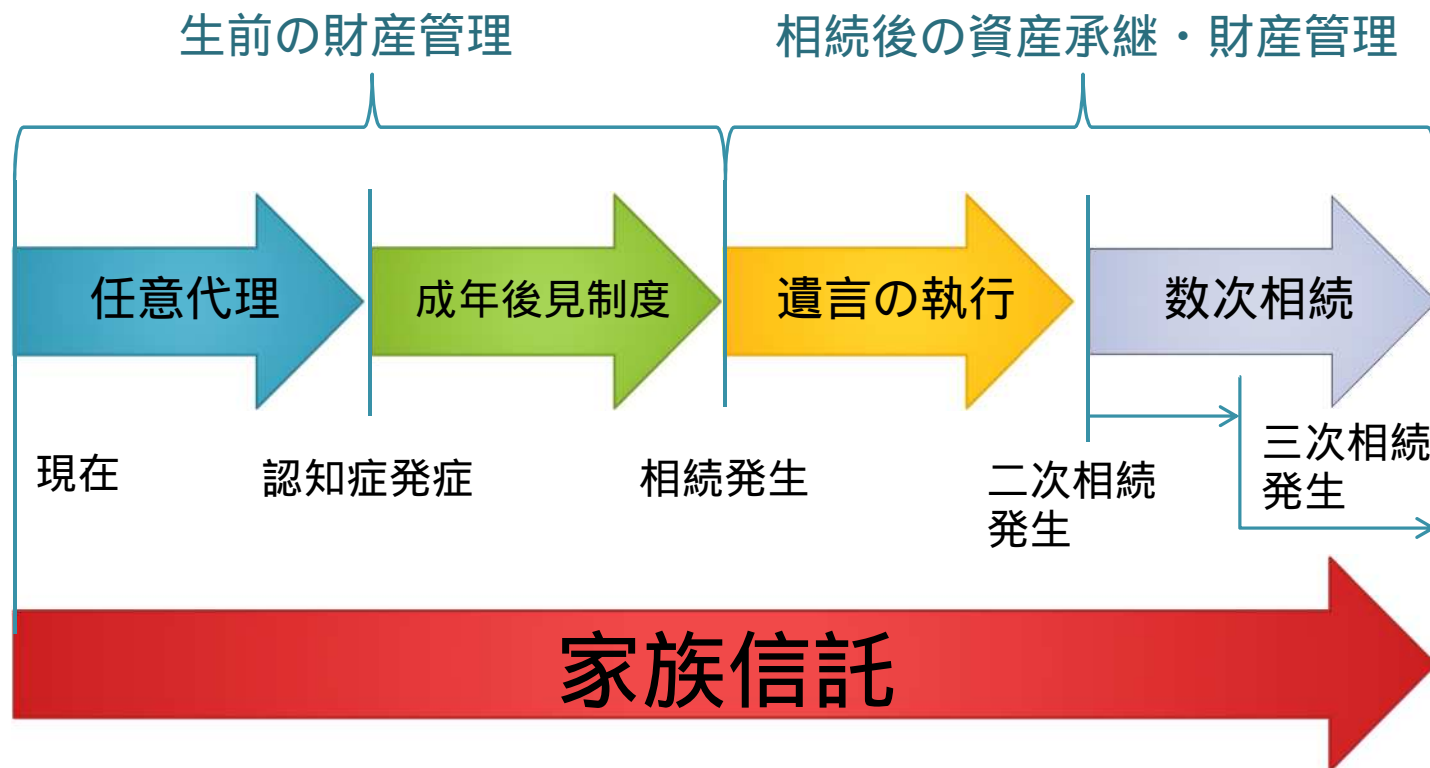 生前の財産管理
相続後の資産承継・財産管理
任意代理
成年後見制度
遺言の執行
数次相続
現在
認知症発症
相続発生
二次相続
発生
三次相続
発生
家族信託